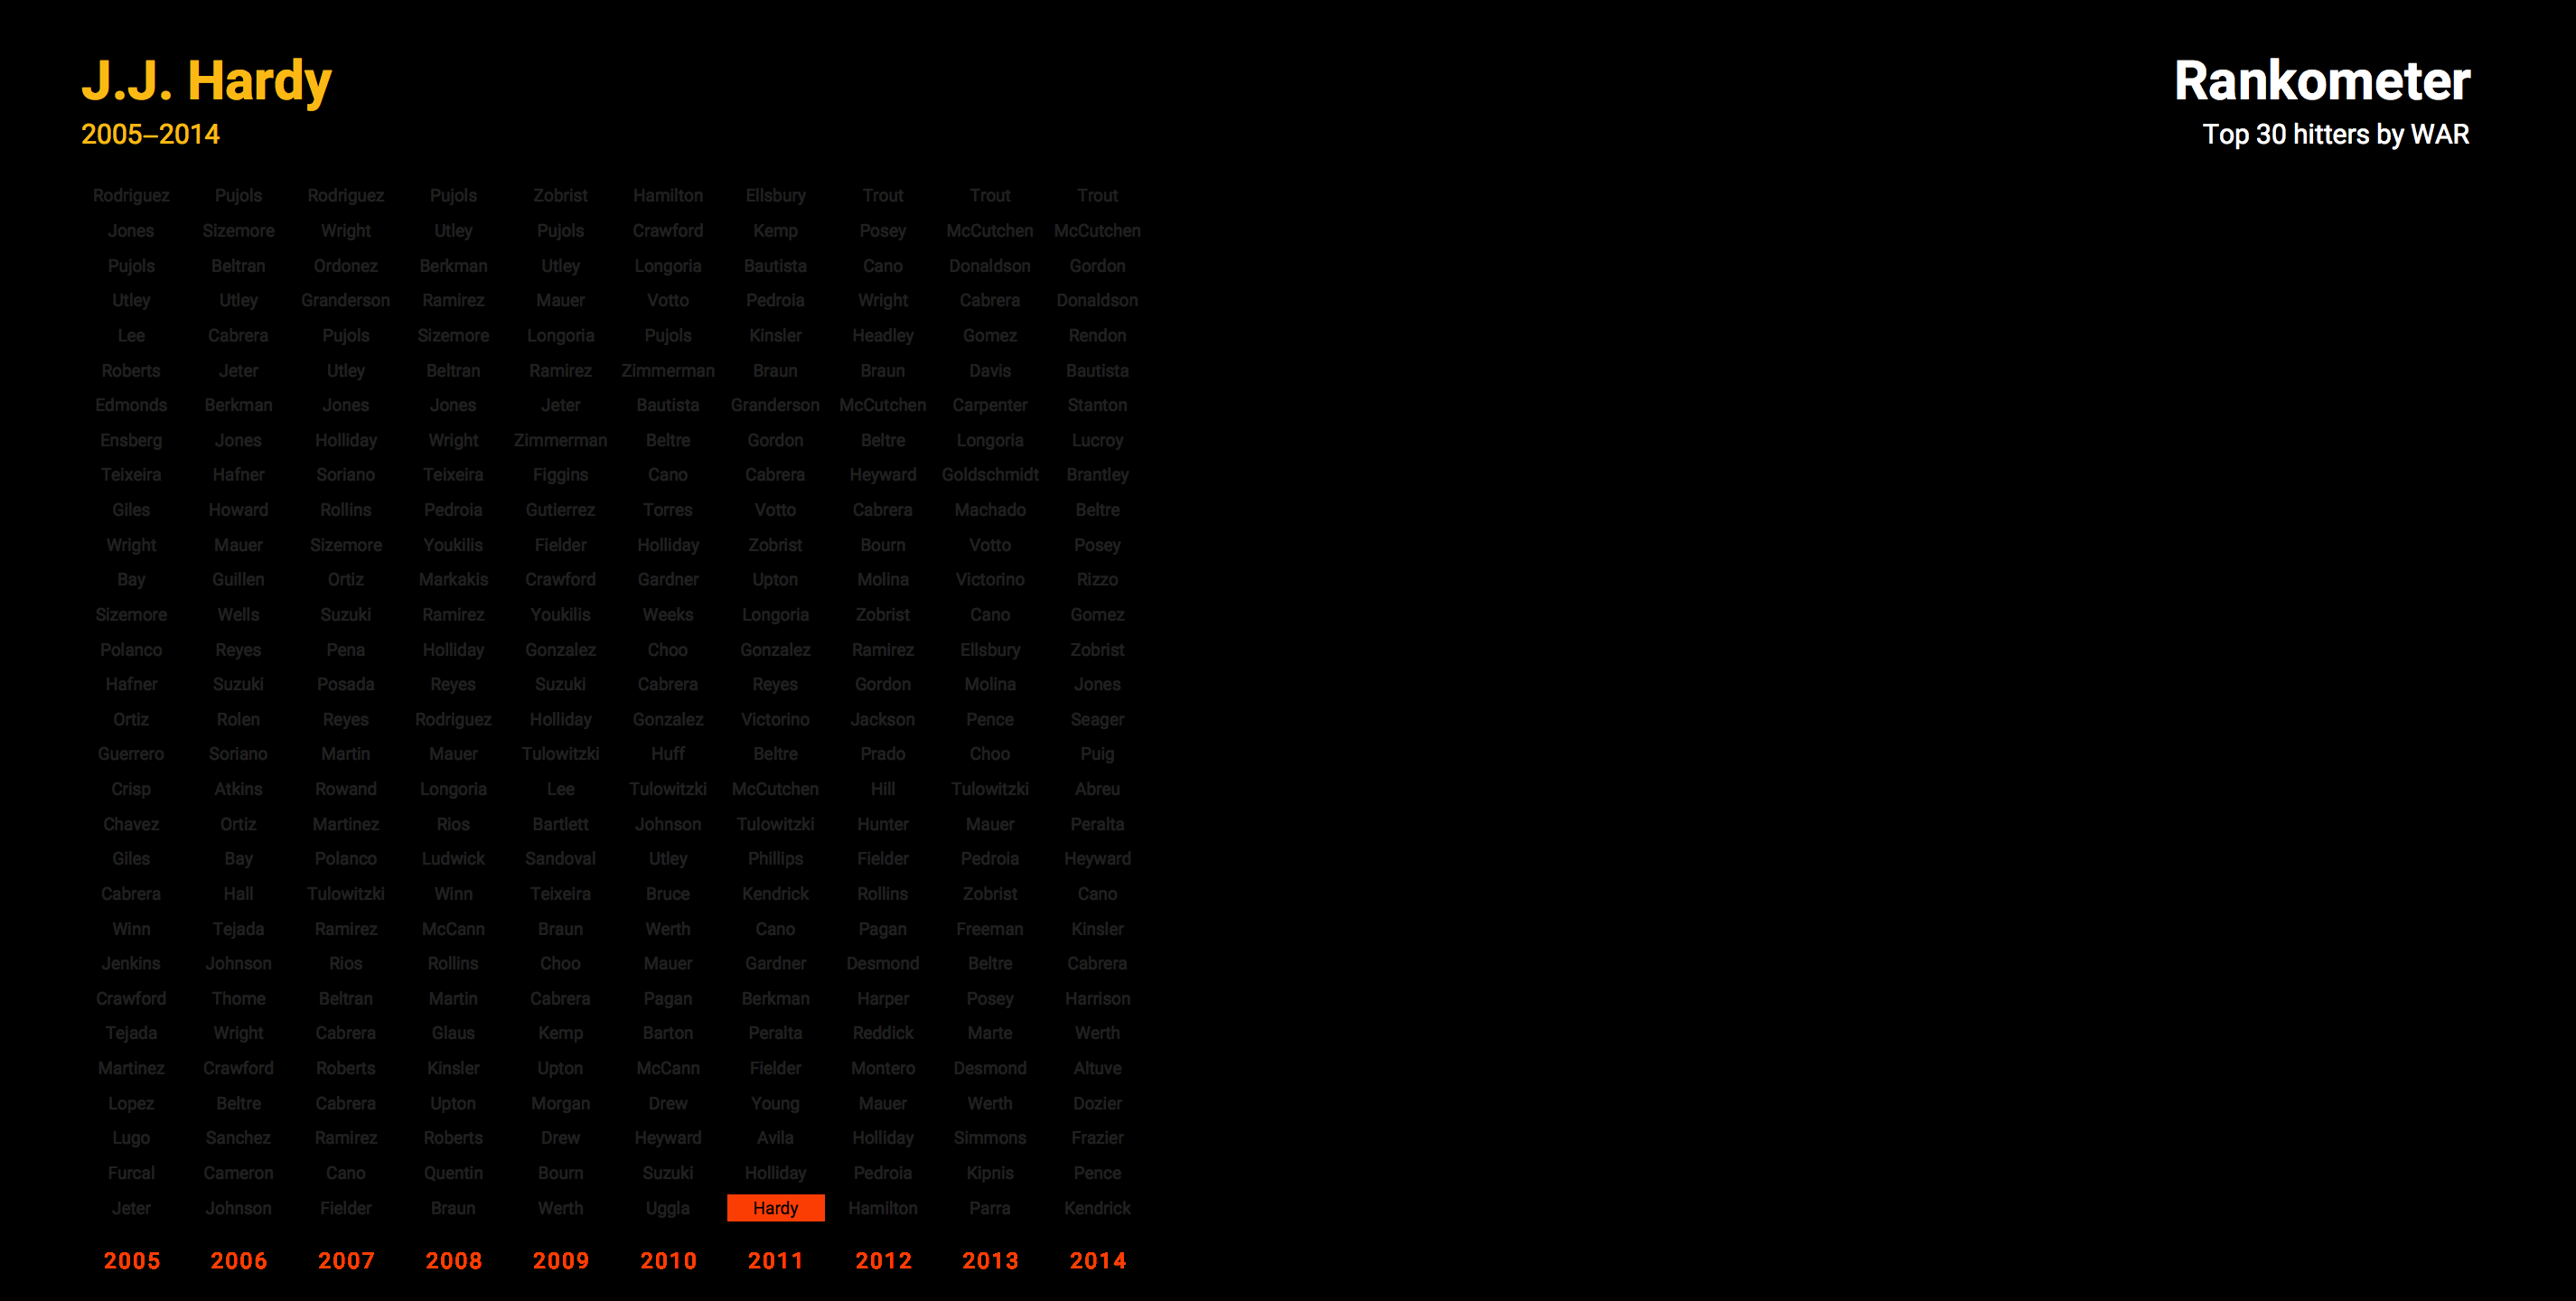 J.J. Hardy
2005–2014
Rankometer
Top 30 hitters by WAR
Rodriguez Pujols Rodriguez Pujols Zobrist Hamilton Ellsbury Trout Trout Trout
Jones Sizemore Wright Utley Pujols Crawford Kemp Posey McCutchen McCutchen
Pujols Beltran Ordonez Berkman Utley Longoria Bautista Cano Donaldson Gordon
Utley Utley Granderson Ramirez Mauer Votto Pedroia Wright Cabrera Donaldson
Lee Cabrera Pujols Sizemore Longoria Pujols Kinsler Headley Gomez Rendon
Roberts Jeter Utley Beltran Ramirez Zimmerman Braun Braun Davis Bautista
Edmonds Berkman Jones Jones Jeter Bautista Granderson McCutchen Carpenter Stanton
Ensberg Jones Holliday Wright Zimmerman Beltre Gordon Beltre Longoria Lucroy
Teixeira Hafner Soriano Teixeira Figgins Cano Cabrera Heyward Goldschmidt Brantley
Giles Howard Rollins Pedroia Gutierrez Torres Votto Cabrera Machado Beltre
Wright Mauer Sizemore Youkilis Fielder Holliday Zobrist Bourn Votto Posey
Bay Guillen Ortiz Markakis Crawford Gardner Upton Molina Victorino Rizzo
Sizemore Wells Suzuki Ramirez Youkilis Weeks Longoria Zobrist Cano Gomez
Polanco Reyes Pena Holliday Gonzalez Choo Gonzalez Ramirez Ellsbury Zobrist
Hafner Suzuki Posada Reyes Suzuki Cabrera Reyes Gordon Molina Jones
Ortiz Rolen Reyes Rodriguez Holliday Gonzalez Victorino Jackson Pence Seager
Guerrero Soriano Martin Mauer Tulowitzki Huff Beltre Prado Choo Puig
Crisp Atkins Rowand Longoria Lee Tulowitzki McCutchen Hill Tulowitzki Abreu
Chavez Ortiz Martinez Rios Bartlett Johnson Tulowitzki Hunter Mauer Peralta
Giles Bay Polanco Ludwick Sandoval Utley Phillips Fielder Pedroia Heyward
Cabrera Hall Tulowitzki Winn Teixeira Bruce Kendrick Rollins Zobrist Cano
Winn Tejada Ramirez McCann Braun Werth Cano Pagan Freeman Kinsler
Jenkins Johnson Rios Rollins Choo Mauer Gardner Desmond Beltre Cabrera
Crawford Thome Beltran Martin Cabrera Pagan Berkman Harper Posey Harrison
Tejada Wright Cabrera Glaus Kemp Barton Peralta Reddick Marte Werth
Martinez Crawford Roberts Kinsler Upton McCann Fielder Montero Desmond Altuve
Lopez Beltre Cabrera Upton Morgan Drew Young Mauer Werth Dozier
Lugo Sanchez Ramirez Roberts Drew Heyward Avila Holliday Simmons Frazier
Furcal Cameron Cano Quentin Bourn Suzuki Holliday Pedroia Kipnis Pence
Jeter Johnson Fielder Braun Werth Uggla Hardy Hamilton Parra Kendrick
2005 2006 2007 2008 2009 2010 2011 2012 2013 2014